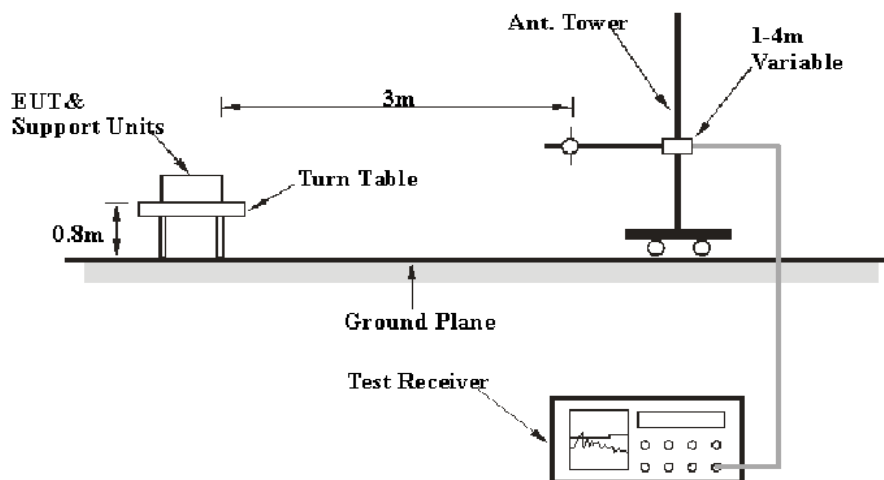 Ant. Tower
1-4m
Variable
3m
EUT &
Support Units
Turn Table
0.8m
Ground Plane
Test Receiver